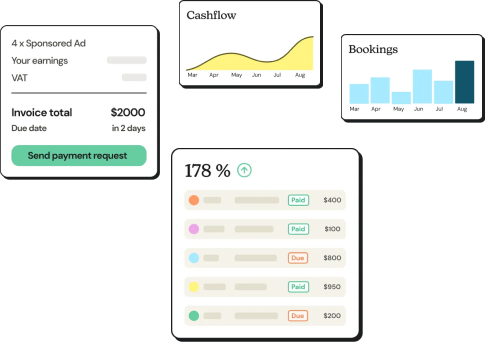 4 x Sponsored Ad
Your earnings
VAT
Invoice total $2000
Due date in 2 days
Send payment request
Cashflow
Mar Apr May Jun Jul Aug
Bookings
Mar Apr May Jun Jul Aug
178 %
Paid $400
Paid $100
Due $800
Paid $950
Due $200